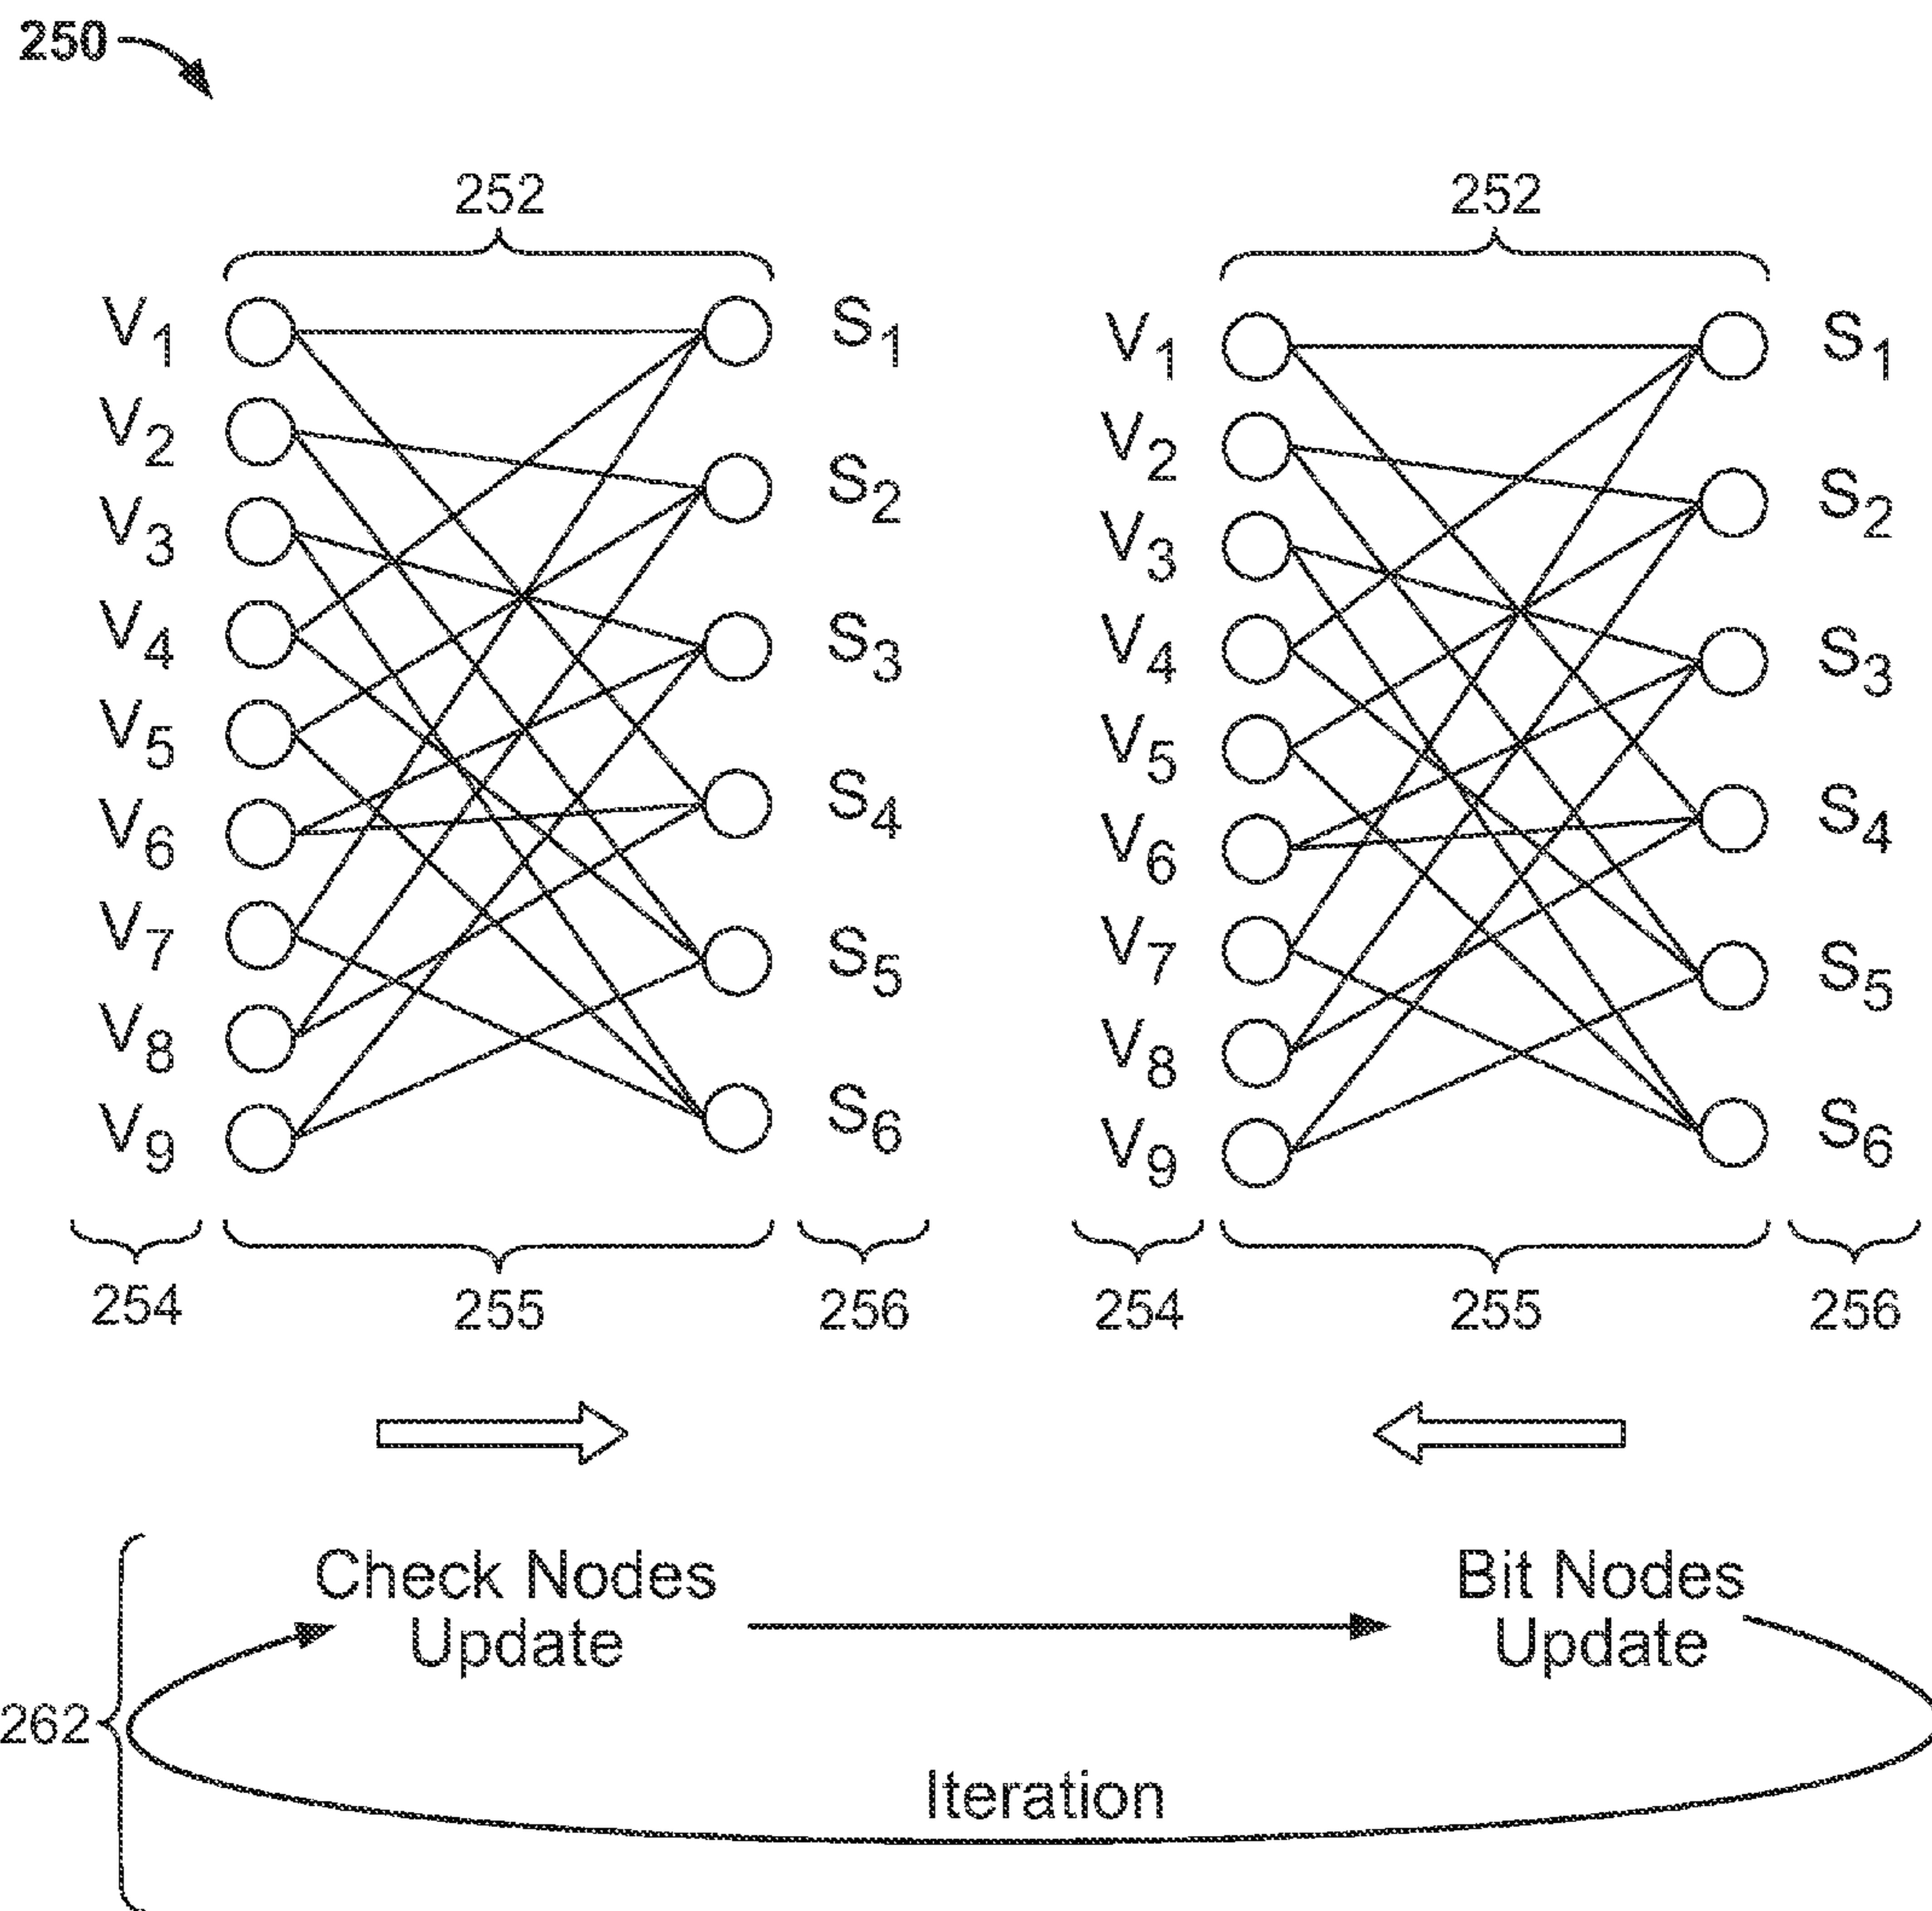 250
252 252
V1 S1 V1 S1
V2 S2 V2 S2
V3 S3 V3 S3
V4 S4 V4 S4
V5 S5 V5 S5
V6 S6 V6 S6
V7 V7
V8 V8
V9 V9
254 255 256 254 255 256
Check Nodes Bit Nodes
Update Update
262
Iteration